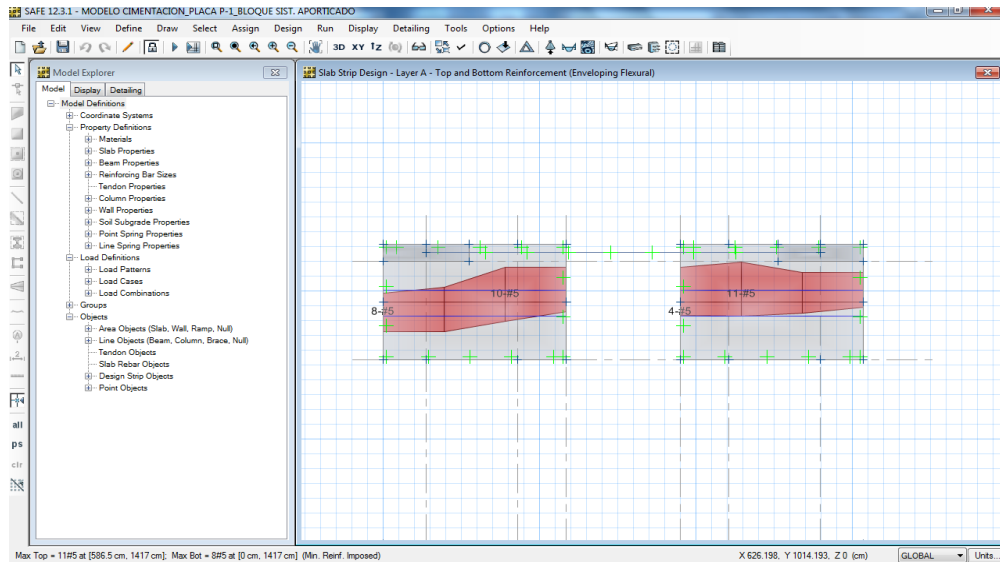 SAFE 12.3.1 - MODELO CIMENTACION_PLACA P-1_BLOQUE SIST. APORTICADO
File Edit View Define Draw Select Assign Design Run Display Detailing Tools Options Help
3D XY
Model Explorer
Model Display Detailing
Model Definitions
Coordinate Systems
Property Definitions
Materials
Slab Properties
Beam Properties
Reinforcing Bar Sizes
Tendon Properties
Column Properties
Wall Properties
Soil Subgrade Properties
Point Spring Properties
Line Spring Properties
Load Definitions
Load Patterns
Load Cases
Load Combinations
Groups
Objects
Area Objects (Slab, Wall, Ramp, Null)
Line Objects (Beam, Column, Brace, Null)
Tendon Objects
Slab Rebar Objects
Design Strip Objects
Point Objects
all
ps
clr
Slab Strip Design - Layer A - Top and Bottom Reinforcement (Enveloping Flexural)
10-#5 11-#5
8-#5 4-#5
Max Top = 11#5 at [586.5 cm, 1417 cm]; Max Bot = 8#5 at [0 cm, 1417 cm] (Min. Reinf. Imposed) X 626.198, Y 1014.193, Z 0 (cm) GLOBAL Units...